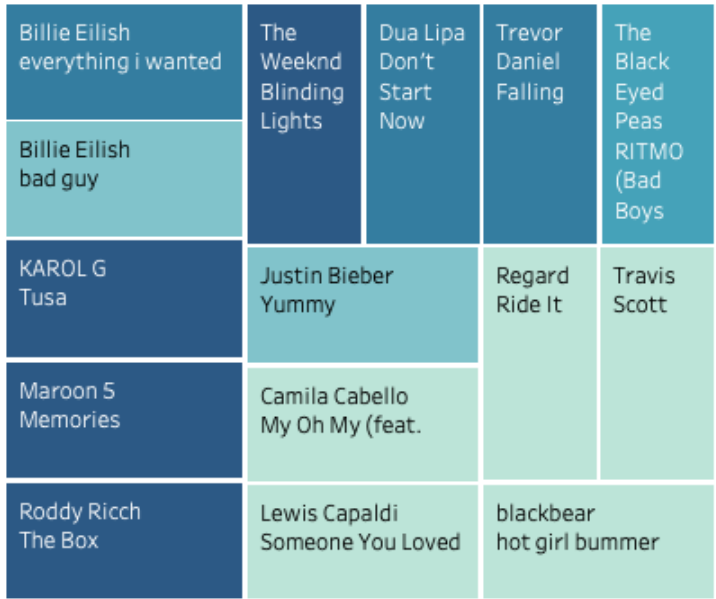 Billie Eilish
everything i wanted
Billie Eilish
bad guy
KAROL G
Tusa
Maroon 5
Memories
Roddy Ricch
The Box
The
Weeknd
Blinding
Lights
Dua Lipa
Don't
Start
Now
Trevor
Daniel
Falling
The
Black
Eyed
Peas
RITMO
(Bad
Boys
Justin Bieber
Yummy
Camila Cabello
My Oh My (feat.
Lewis Capaldi
Someone You Loved
Regard
Ride It
Travis
Scott
blackbear
hot girl bummer